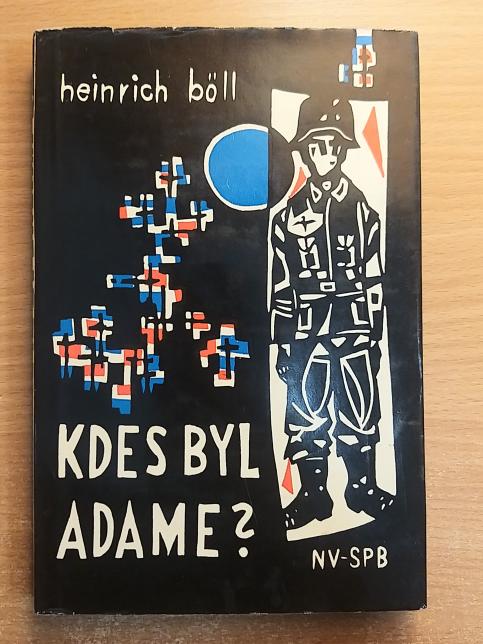 heinrich böll
KDES BYL
ADAME?
NV-SPB